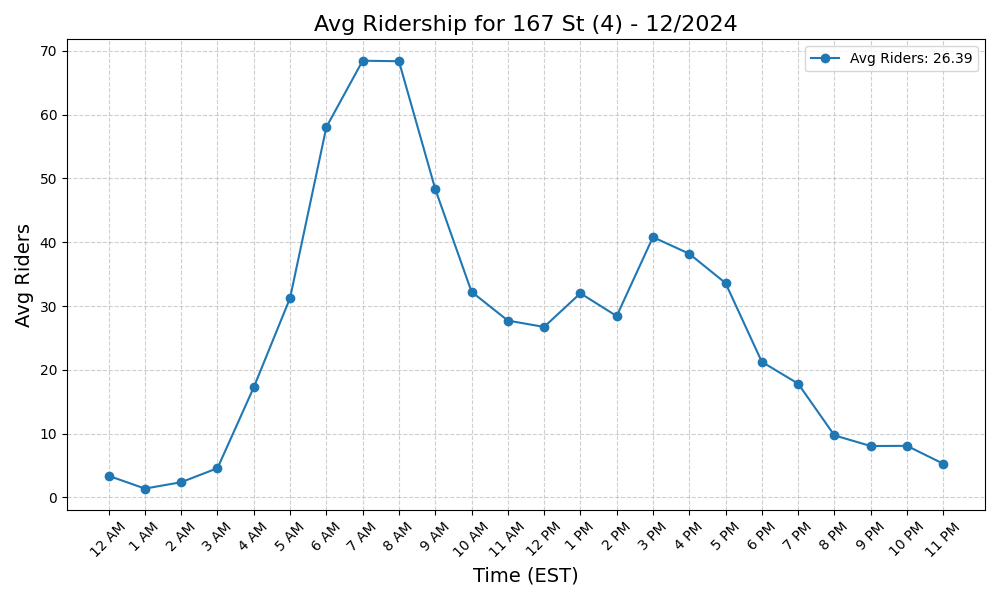 Avg Ridership for 167 St (4) - 12/2024
Avg Riders: 26.39
Avg Riders
70
60
50
40
30
20
10
0
12 AM
1 AM
2 AM
3 AM
4 AM
5 AM
6 AM
7 AM
8 AM
9 AM
10 AM
11 AM
12 PM
1 PM
2 PM
3 PM
4 PM
5 PM
6 PM
7 PM
8 PM
9 PM
10 PM
11 PM
Time (EST)